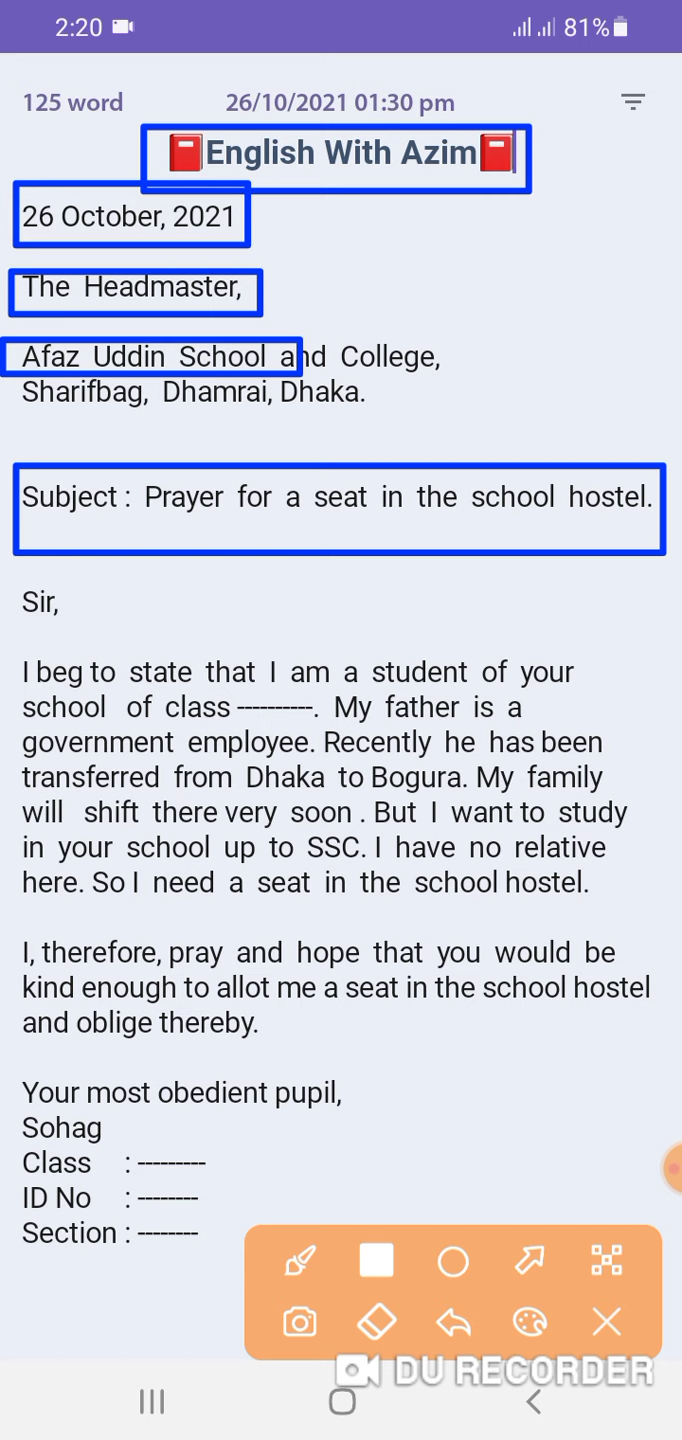 2:20 81%
125 word 26/10/2021 01:30 pm
📕English With Azim📕
26 October, 2021
The Headmaster,
Afaz Uddin School and College,
Sharifbag, Dhamrai, Dhaka.
Subject : Prayer for a seat in the school hostel.
Sir,
I beg to state that I am a student of your
school of class ----------. My father is a
government employee. Recently he has been
transferred from Dhaka to Bogura. My family
will shift there very soon . But I want to study
in your school up to SSC. I have no relative
here. So I need a seat in the school hostel.
I, therefore, pray and hope that you would be
kind enough to allot me a seat in the school hostel
and oblige thereby.
Your most obedient pupil,
Sohag
Class : ---------
ID No : --------
Section : --------
DU RECORDER